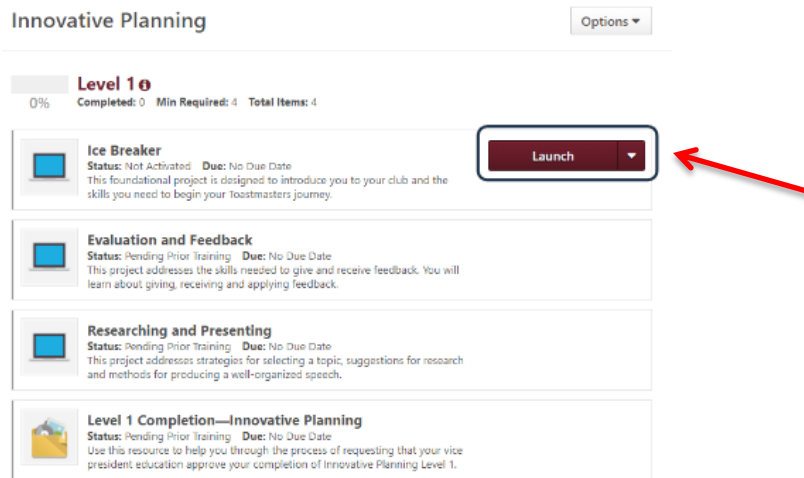 Innovative Planning
Options
Level 1
0%
Completed: 0 Min Required: 4 Total Items: 4
Ice Breaker
Launch
Status: Not Activated Due: No Due Date
This foundational project is designed to introduce you to your club and the
skills you need to begin your Toastmasters journey.
Evaluation and Feedback
Status: Pending Prior Training Due: No Due Date
This project addresses the skills needed to give and receive feedback. You will
learn about giving, receiving and applying feedback.
Researching and Presenting
Status: Pending Prior Training Due: No Due Date
This project addresses strategies for selecting a topic, suggestions for research
and methods for producing a well-organized speech.
Level 1 Completion—Innovative Planning
Status: Pending Prior Training Due: No Due Date
Use this resource to help you through the process of requesting that your vice
president education approve your completion of Innovative Planning Level 1.